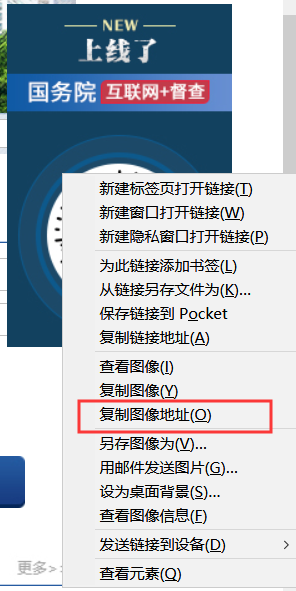 NEW
上线了
国务院 互联网+督查
新建标签页打开链接(T)
新建窗口打开链接(W)
新建隐私窗口打开链接(P)
为此链接添加书签(L)
从链接另存文件为(K)...
保存链接到 Pocket
复制链接地址(A)
查看图像(I)
复制图像(Y)
复制图像地址(O)
另存图像为(V)...
用邮件发送图片(G)...
设为桌面背景(S)...
查看图像信息(F)
更多>
发送链接到设备(D)
查看元素(Q)